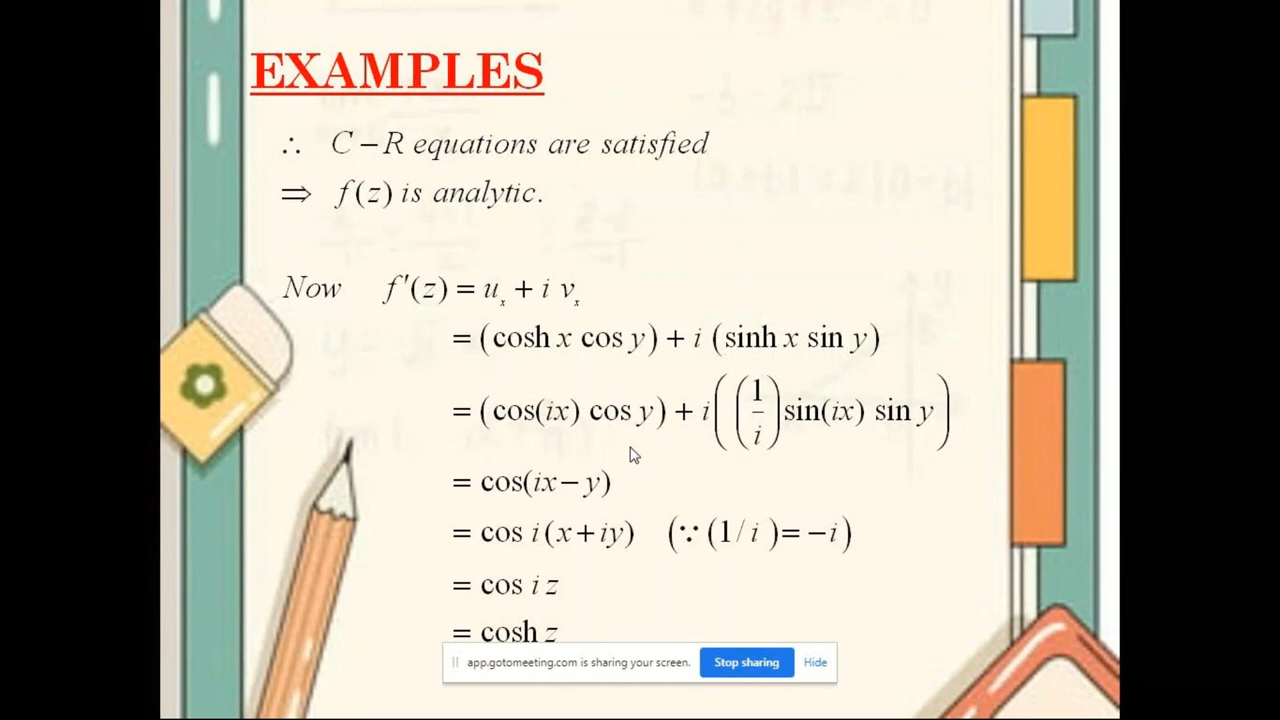 EXAMPLES
∴ C – R equations are satisfied
⇒ f(z) is analytic.
Now f′(z) = uₓ + i vₓ
= (cosh x cos y) + i (sinh x sin y)
= (cos(ix) cos y) + i((1/i) sin(ix) sin y)
= cos(ix – y)
= cos i(x + iy) (∵ (1/i) = –i)
= cos i z
= cosh z
app.gotomeeting.com is sharing your screen. Stop sharing Hide